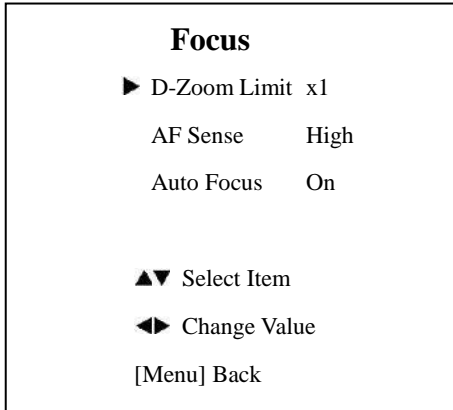 Focus
▶ D-Zoom Limit x1
AF Sense High
Auto Focus On
▲▼ Select Item
◀▶ Change Value
[Menu] Back